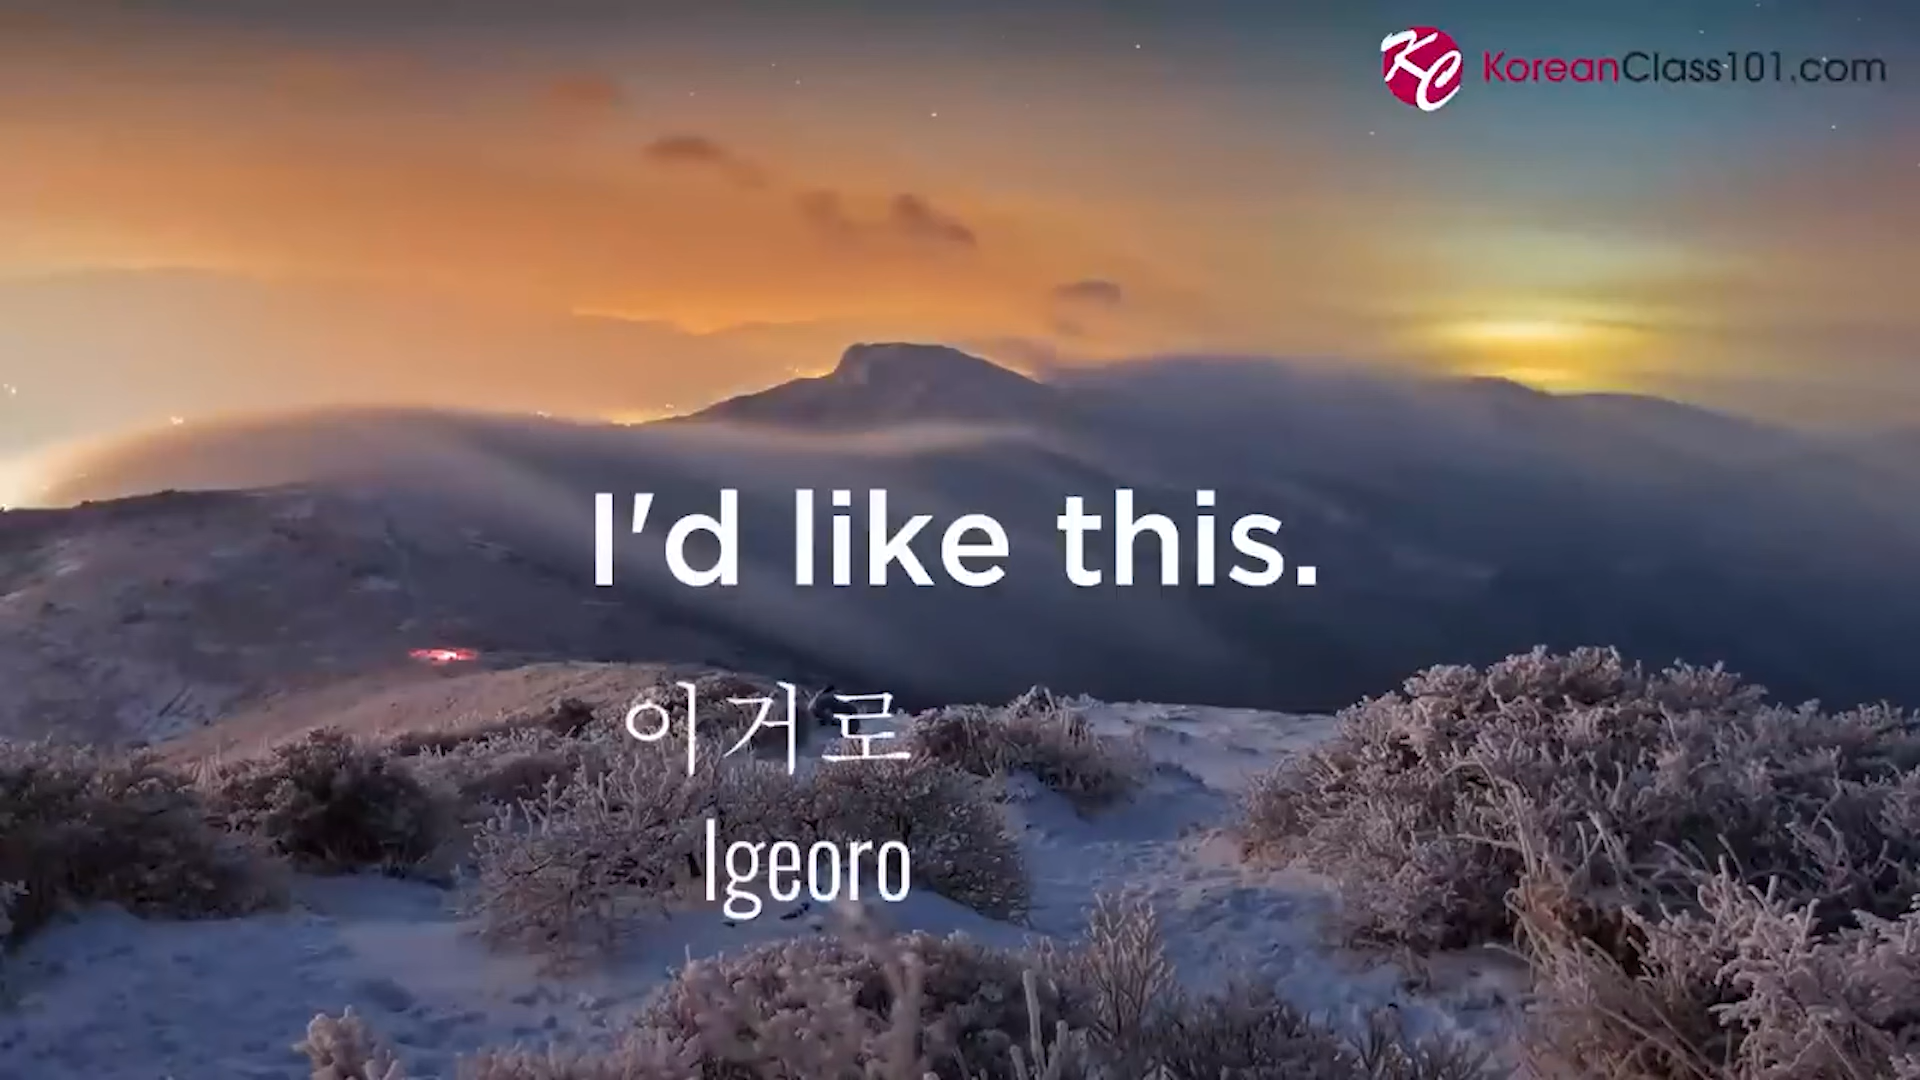 KC KoreanClass101.com
I'd like this.
이거로
Igeoro